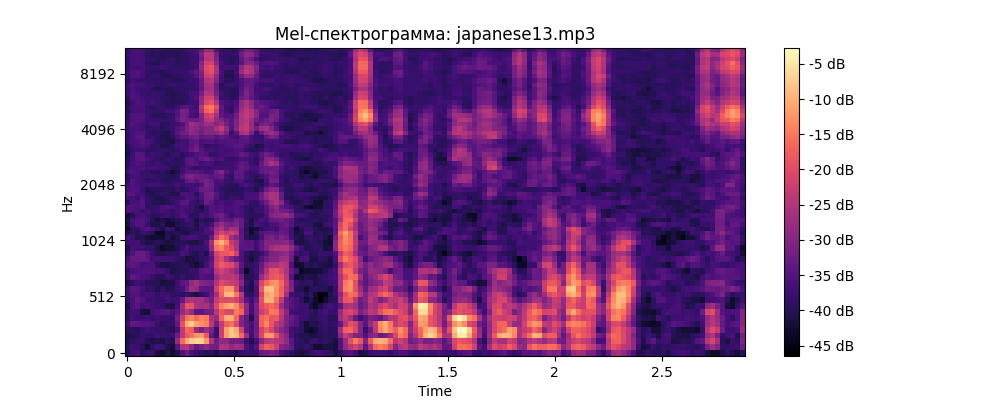 Mel-спектрограмма: japanese13.mp3
8192
4096
2048
1024
512
0
Hz
0
0.5
1
1.5
2
2.5
Time
-5 dB
-10 dB
-15 dB
-20 dB
-25 dB
-30 dB
-35 dB
-40 dB
-45 dB